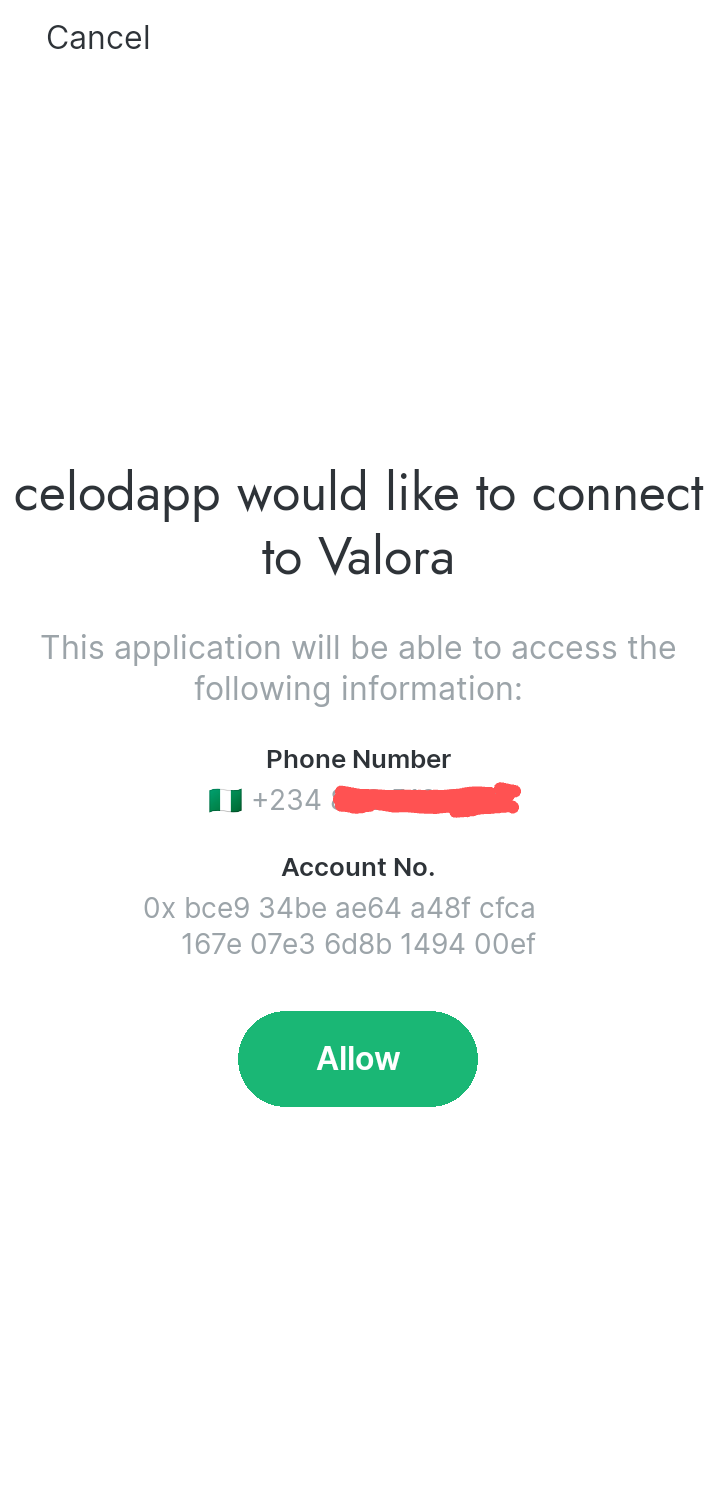 Cancel
celodapp would like to connect
to Valora
This application will be able to access the
following information:
Phone Number
+234
Account No.
0x bce9 34be ae64 a48f cfca
167e 07e3 6d8b 1494 00ef
Allow